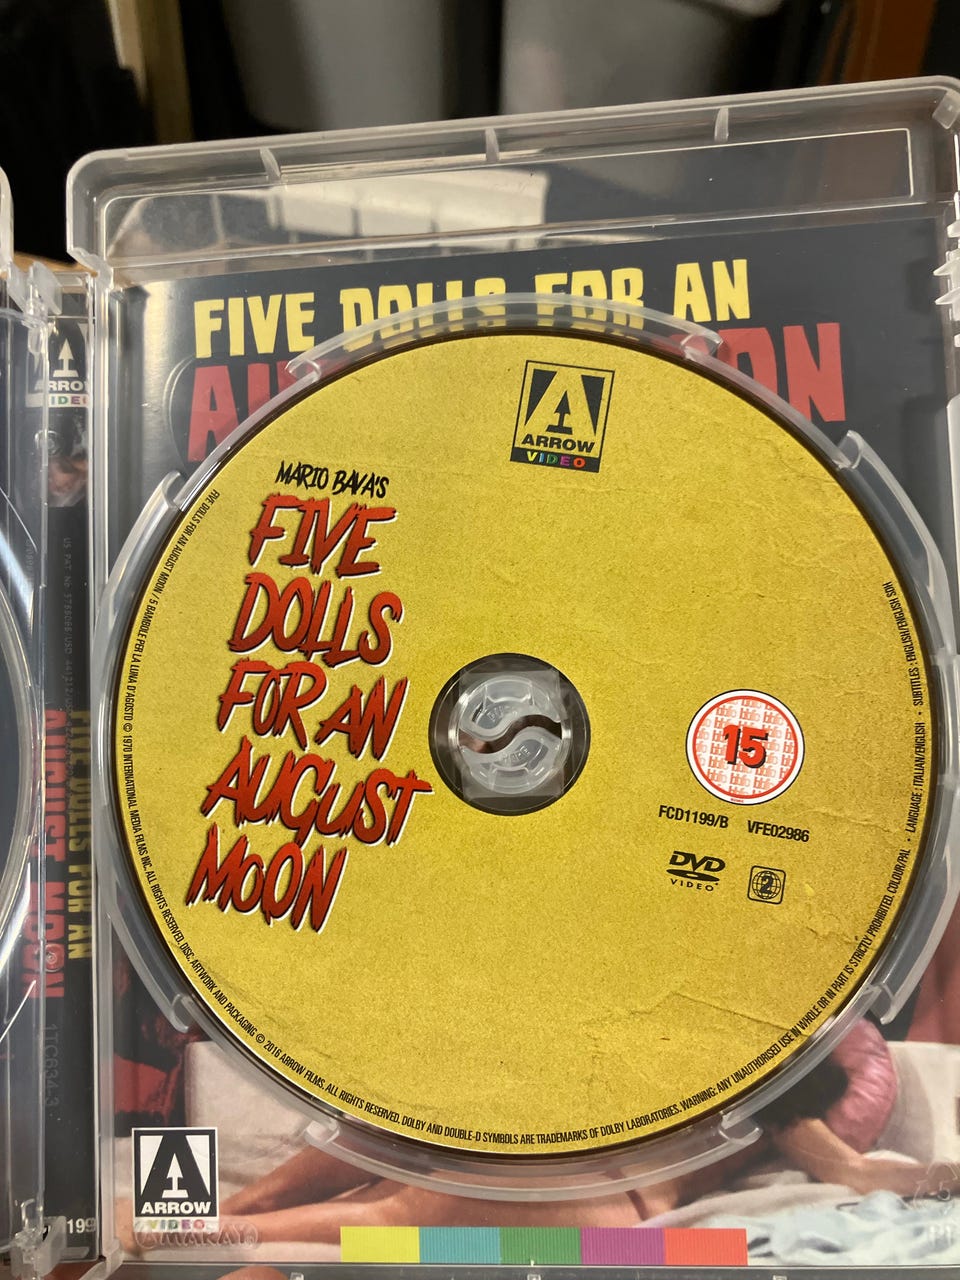 FIVE DOLLS FOR AN
ARROW
VIDEO
ARROW
VIDEO
MARIO BAVA'S
FIVE
DOLLS
FOR AN
AUGUST
MOON
15
FCD1199/B VFE02986
DVD
VIDEO
2
FIVE DOLLS FOR AN AUGUST MOON / 5 BAMBOLE PER LA LUNA D'AGOSTO © 1970 INTERNATIONAL MEDIA FILMS INC. ALL RIGHTS RESERVED. DISC, ARTWORK AND PACKAGING © 2016 ARROW FILMS. ALL RIGHTS RESERVED. DOLBY AND DOUBLE-D SYMBOLS ARE TRADEMARKS OF DOLBY LABORATORIES. WARNING: ANY UNAUTHORISED USE IN WHOLE OR IN PART IS STRICTLY PROHIBITED. COLOUR/PAL • LANGUAGE : ITALIAN/ENGLISH • SUBTITLES : ENGLISH/ENGLISH SDH
FIVE DOLLS FOR AN
AUGUST MOON
1TC634-3
ARROW
VIDEO
AMARAY